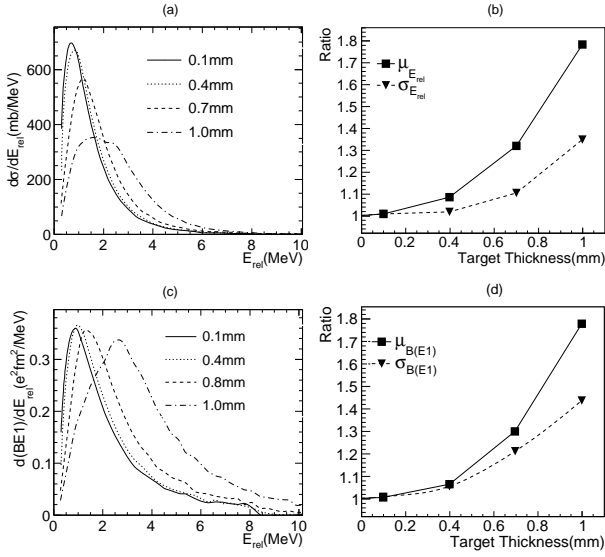 (a)
dσ/dE_rel(mb/MeV)
600
400
200
0
0.1mm
0.4mm
0.7mm
1.0mm
0 2 4 6 8 10
E_rel(MeV)
(b)
Ratio
1.8
1.7
1.6
1.5
1.4
1.3
1.2
1.1
1
μ_E_rel
σ_E_rel
0 0.2 0.4 0.6 0.8 1
Target Thickness(mm)
(c)
d(BE1)/dE_rel(e²fm²/MeV)
0.3
0.2
0.1
0
0.1mm
0.4mm
0.8mm
1.0mm
0 2 4 6 8 10
E_rel(MeV)
(d)
Ratio
1.8
1.7
1.6
1.5
1.4
1.3
1.2
1.1
1
μ_B(E1)
σ_B(E1)
0 0.2 0.4 0.6 0.8 1
Target Thickness(mm)